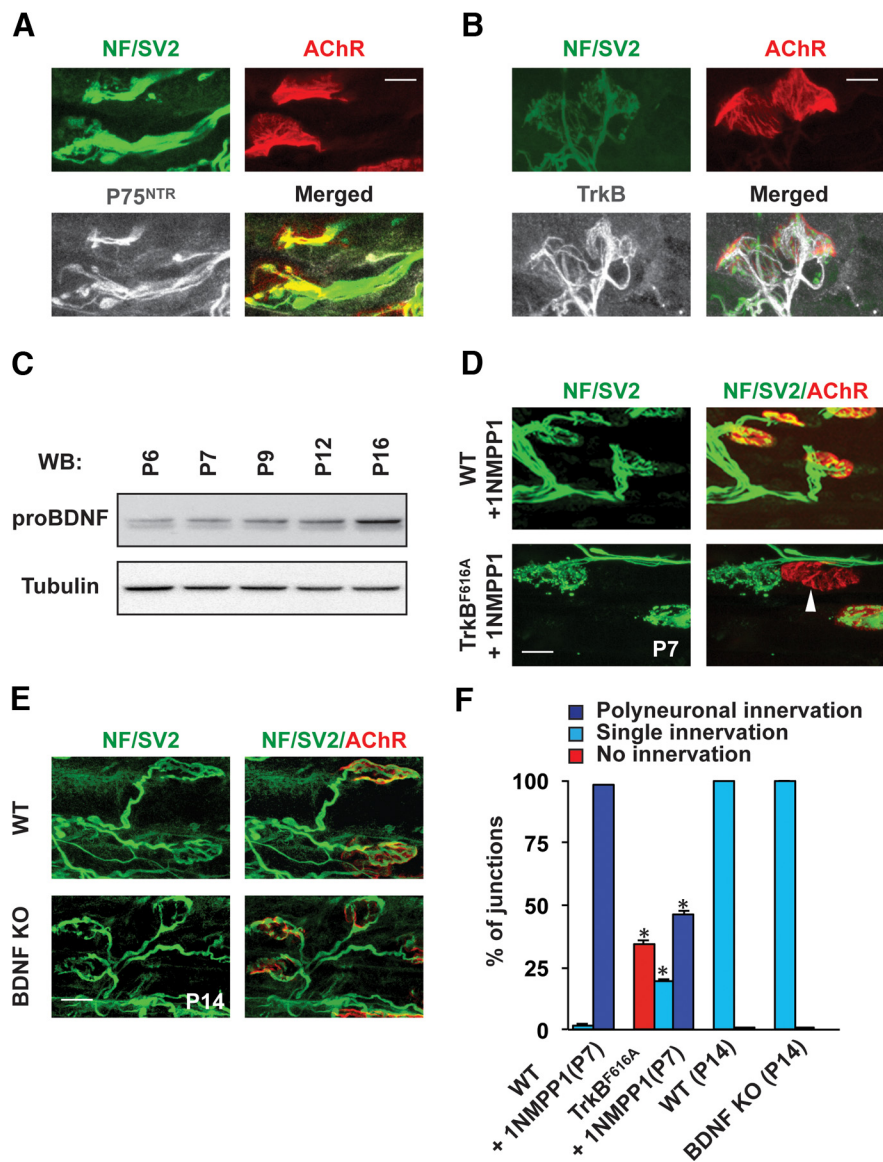 A
NF/SV2 AChR
P75NTR Merged
B
NF/SV2 AChR
TrkB Merged
C
WB: P6 P7 P9 P12 P16
proBDNF
Tubulin
D
NF/SV2 NF/SV2/AChR
WT
+1NMPP1
TrkBF616A
+ 1NMPP1
P7
E
NF/SV2 NF/SV2/AChR
WT
BDNF KO
P14
F
Polyneuronal innervation
Single innervation
No innervation
% of junctions
100
75
50
25
0
* * *
WT
+ 1NMPP1(P7)
TrkBF616A
+ 1NMPP1(P7)
WT (P14)
BDNF KO (P14)